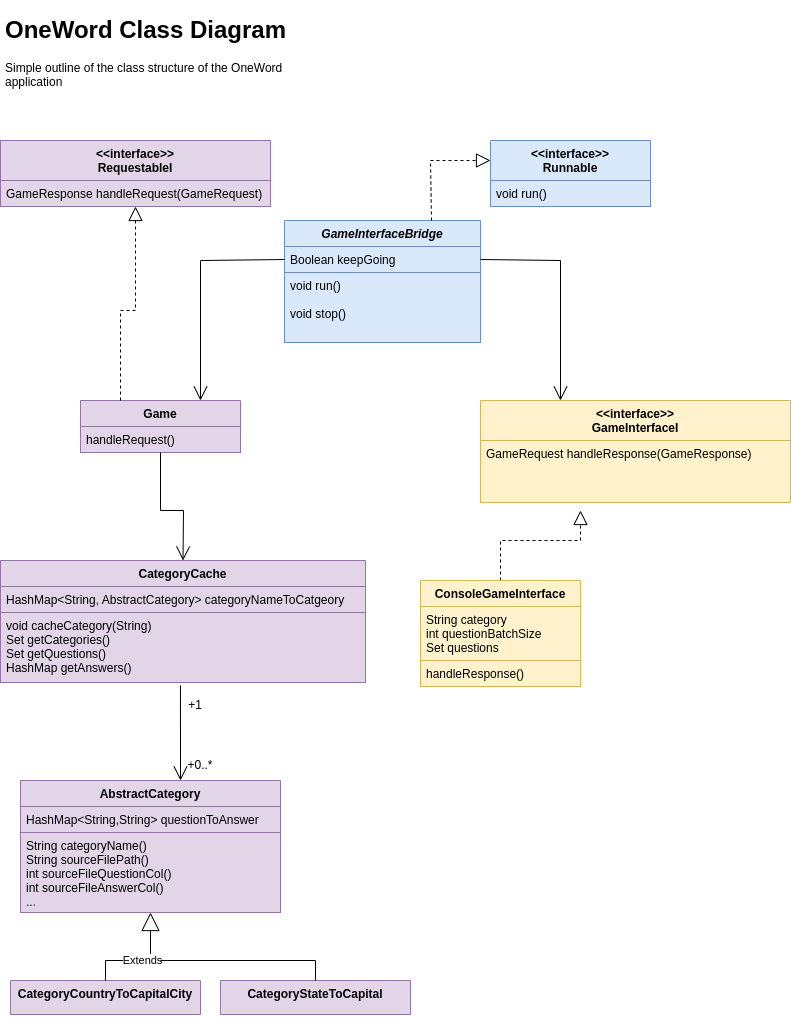 OneWord Class Diagram
Simple outline of the class structure of the OneWord
application
<<interface>>
RequestableI
GameResponse handleRequest(GameRequest)
<<interface>>
Runnable
void run()
GameInterfaceBridge
Boolean keepGoing
void run()
void stop()
Game
handleRequest()
<<interface>>
GameInterfaceI
GameRequest handleResponse(GameResponse)
CategoryCache
HashMap<String, AbstractCategory> categoryNameToCatgeory
void cacheCategory(String)
Set getCategories()
Set getQuestions()
HashMap getAnswers()
ConsoleGameInterface
String category
int questionBatchSize
Set questions
handleResponse()
+1
+0..*
AbstractCategory
HashMap<String,String> questionToAnswer
String categoryName()
String sourceFilePath()
int sourceFileQuestionCol()
int sourceFileAnswerCol()
...
Extends
CategoryCountryToCapitalCity
CategoryStateToCapital